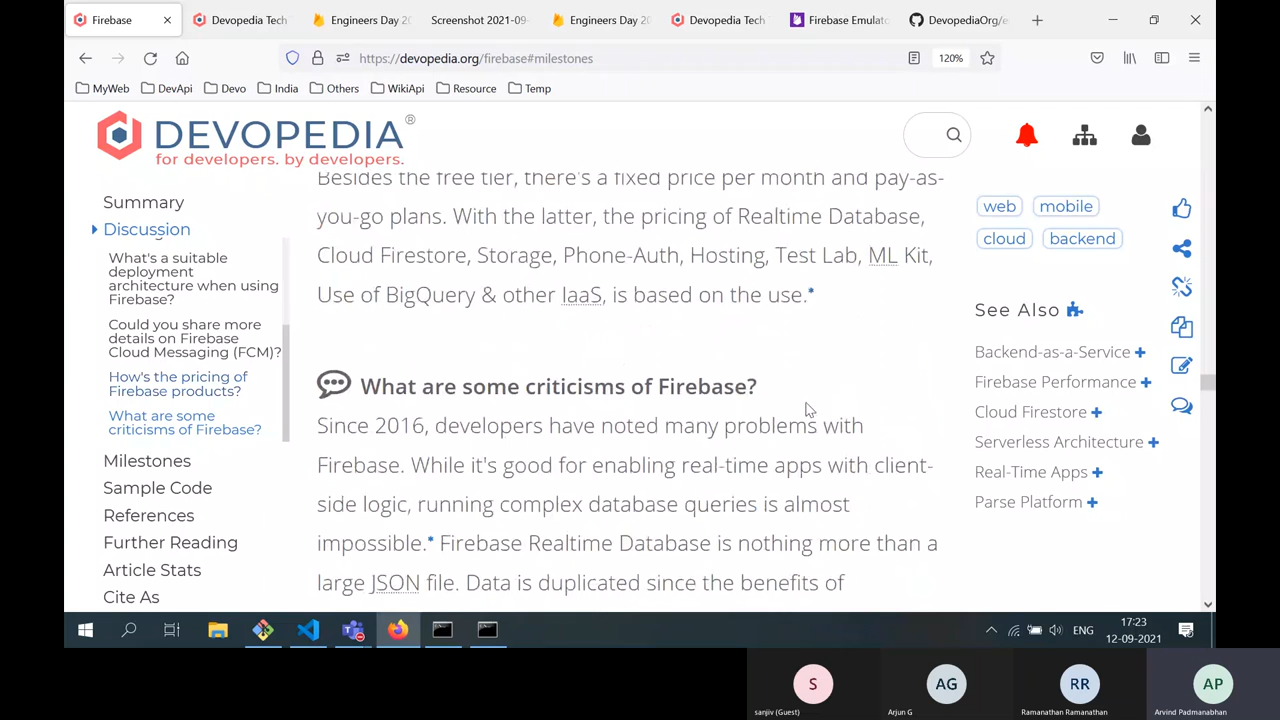 Firebase
Devopedia Tech
Engineers Day 20
Screenshot 2021-09-
Engineers Day 20
Devopedia Tech
Firebase Emulato
DevopediaOrg/e
https://devopedia.org/firebase#milestones
120%
MyWeb
DevApi
Devo
India
Others
WikiApi
Resource
Temp
DEVOPEDIA®
for developers. by developers.
Summary
Discussion
What's a suitable
deployment
architecture when using
Firebase?
Could you share more
details on Firebase
Cloud Messaging (FCM)?
How's the pricing of
Firebase products?
What are some
criticisms of Firebase?
Milestones
Sample Code
References
Further Reading
Article Stats
Cite As
Besides the free tier, there's a fixed price per month and pay-as-
you-go plans. With the latter, the pricing of Realtime Database,
Cloud Firestore, Storage, Phone-Auth, Hosting, Test Lab, ML Kit,
Use of BigQuery & other IaaS, is based on the use.*
What are some criticisms of Firebase?
Since 2016, developers have noted many problems with
Firebase. While it's good for enabling real-time apps with client-
side logic, running complex database queries is almost
impossible.* Firebase Realtime Database is nothing more than a
large JSON file. Data is duplicated since the benefits of
web
mobile
cloud
backend
See Also
Backend-as-a-Service +
Firebase Performance +
Cloud Firestore +
Serverless Architecture +
Real-Time Apps +
Parse Platform +
ENG
17:23
12-09-2021
S
sanjiv (Guest)
AG
Arjun G
RR
Ramanathan Ramanathan
AP
Arvind Padmanabhan